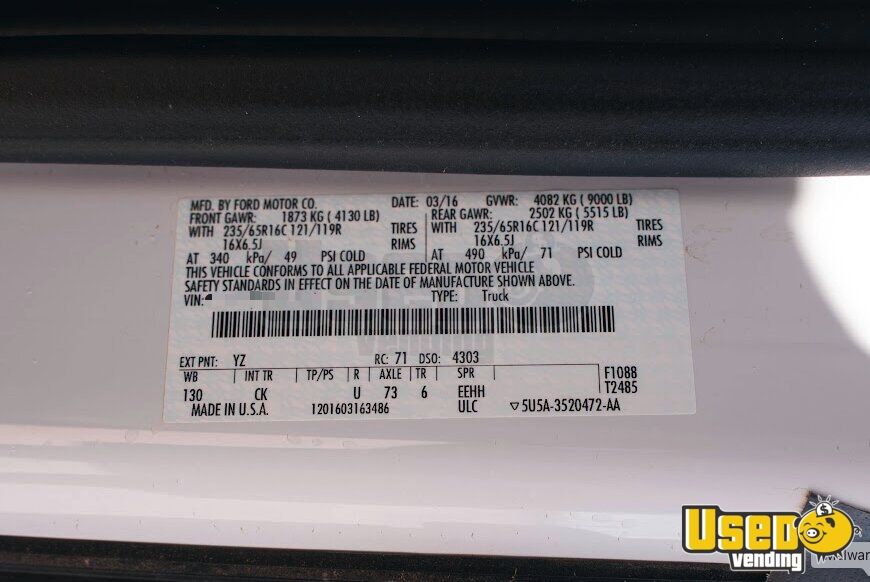 MFD. BY FORD MOTOR CO. DATE: 03/16 GVWR: 4082 KG ( 9000 LB)
FRONT GAWR: 1873 KG ( 4130 LB) REAR GAWR: 2502 KG ( 5515 LB)
WITH 235/65R16C 121/119R TIRES WITH 235/65R16C 121/119R TIRES
16X6.5J RIMS 16X6.5J RIMS
AT 340 kPa/ 49 PSI COLD AT 490 kPa/ 71 PSI COLD
THIS VEHICLE CONFORMS TO ALL APPLICABLE FEDERAL MOTOR VEHICLE
SAFETY STANDARDS IN EFFECT ON THE DATE OF MANUFACTURE SHOWN ABOVE.
VIN: TYPE: Truck
EXT PNT: YZ RC: 71 DSO: 4303
WB INT TR TP/PS R AXLE TR SPR F1088
130 CK U 73 6 EEHH T2485
MADE IN U.S.A. 1201603163486 ULC ▽5U5A-3520472-AA
USED
vending